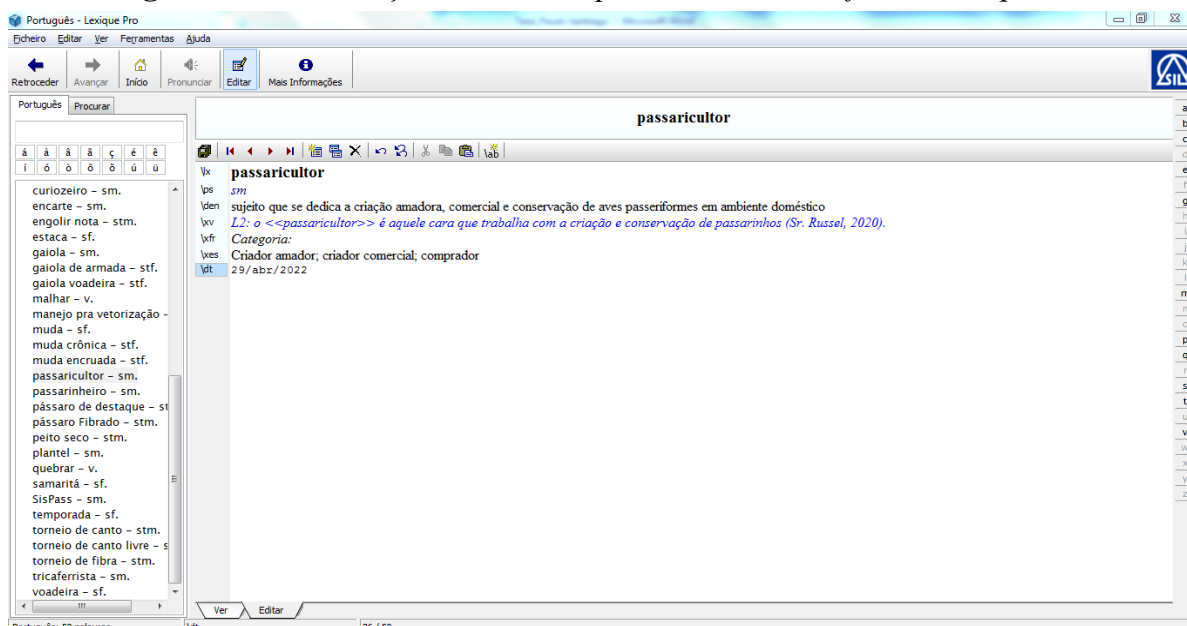 Português - Lexique Pro
Ficheiro Editar Ver Ferramentas Ajuda
Retroceder Avançar Início Pronunciar Editar Mais Informações
SIL
Português Procurar
passaricultor
á à â ã ç é ê
í ó ò ô õ ú ü
\lx passaricultor
\ps sm
\den sujeito que se dedica a criação amadora, comercial e conservação de aves passeriformes em ambiente doméstico
\xv L2: o <<passaricultor>> é aquele cara que trabalha com a criação e conservação de passarinhos (Sr. Russel, 2020).
\xfr Categoria:
\xes Criador amador; criador comercial; comprador
\dt 29/abr/2022
curiozeiro – sm.
encarte – sm.
engolir nota – stm.
estaca – sf.
gaiola – sm.
gaiola de armada – stf.
gaiola voadeira – stf.
malhar – v.
manejo pra vetorização -
muda – sf.
muda crônica – stf.
muda encruada – stf.
passaricultor – sm.
passarinheiro – sm.
pássaro de destaque – st
pássaro Fibrado – stm.
peito seco – stm.
plantel – sm.
quebrar – v.
samaritá – sf.
SisPass – sm.
temporada – sf.
torneio de canto – stm.
torneio de canto livre – s
torneio de fibra – stm.
tricaferrista – sm.
voadeira – sf.
a
b
c
d
e
f
g
h
i
j
k
l
m
n
o
p
q
r
s
t
u
v
w
x
y
z
Ver Editar